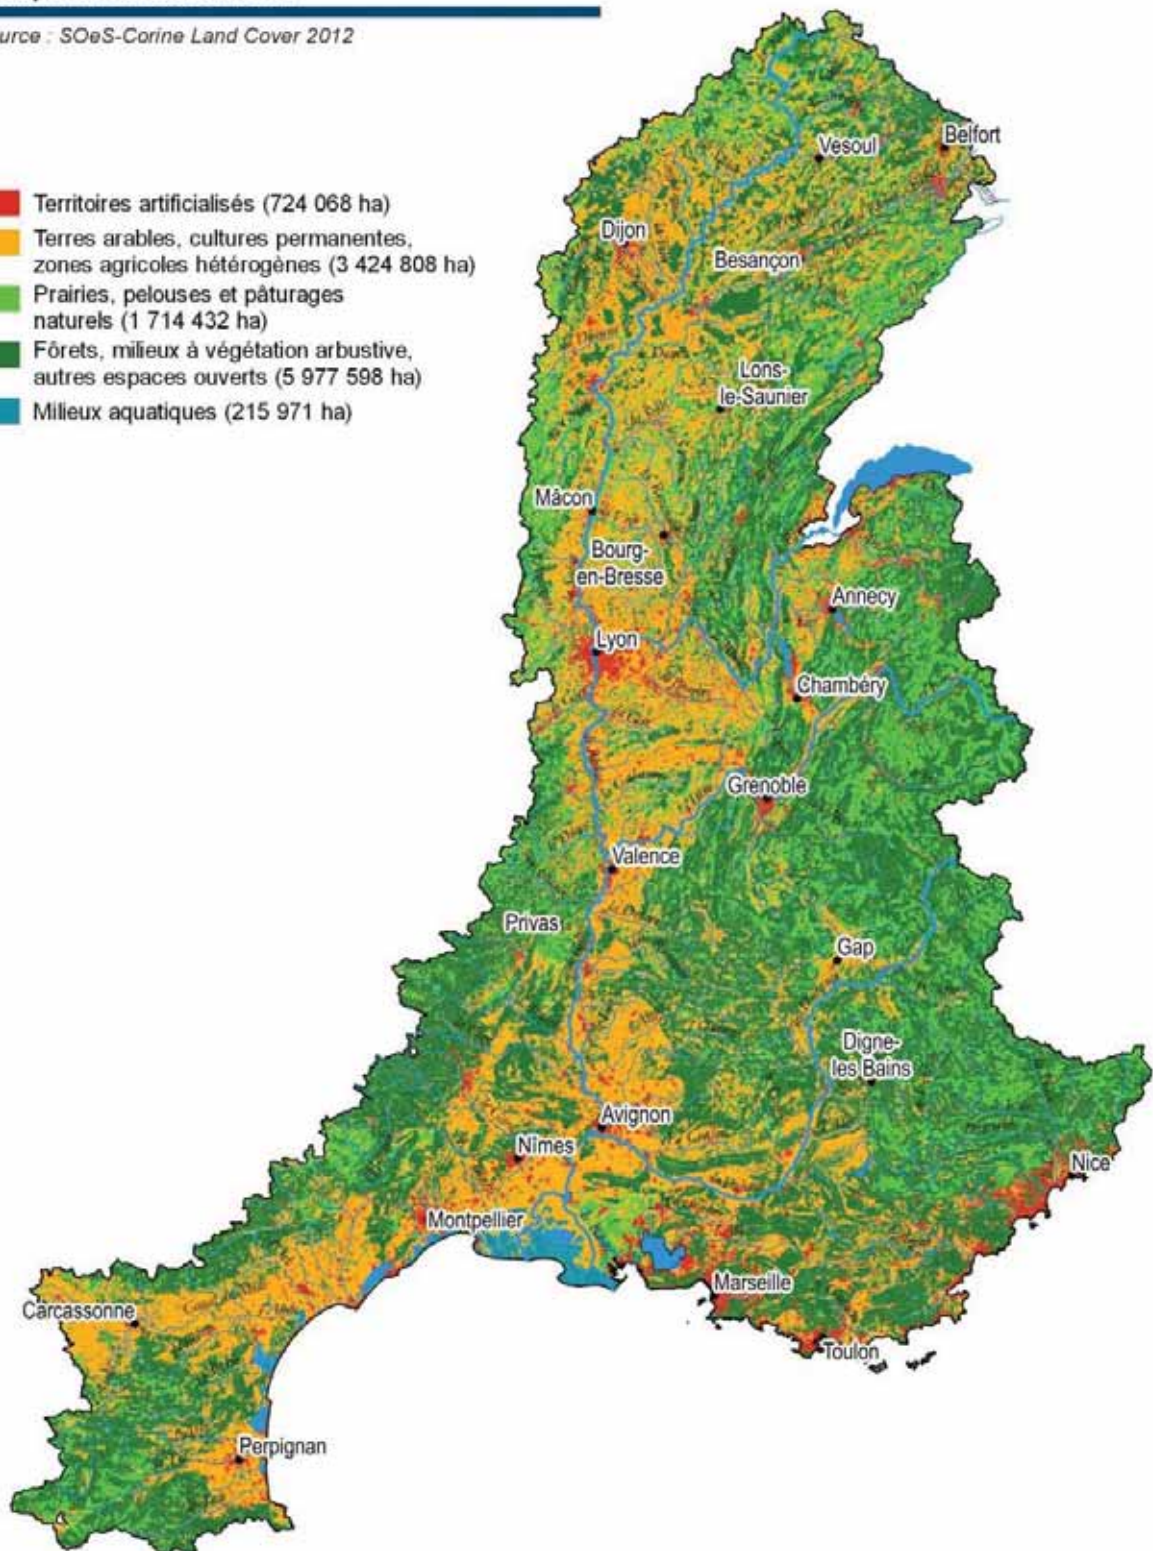 urce : SOeS-Corine Land Cover 2012
Territoires artificialisés (724 068 ha)
Terres arables, cultures permanentes,
zones agricoles hétérogènes (3 424 808 ha)
Prairies, pelouses et pâturages
naturels (1 714 432 ha)
Fôrets, milieux à végétation arbustive,
autres espaces ouverts (5 977 598 ha)
Milieux aquatiques (215 971 ha)
Belfort
Vesoul
Dijon
Besançon
Lons-
le-Saunier
Mâcon
Bourg-
en-Bresse
Annecy
Lyon
Chambéry
Grenoble
Valence
Privas
Gap
Digne-
les Bains
Avignon
Nîmes
Nice
Montpellier
Marseille
Carcassonne
Toulon
Perpignan